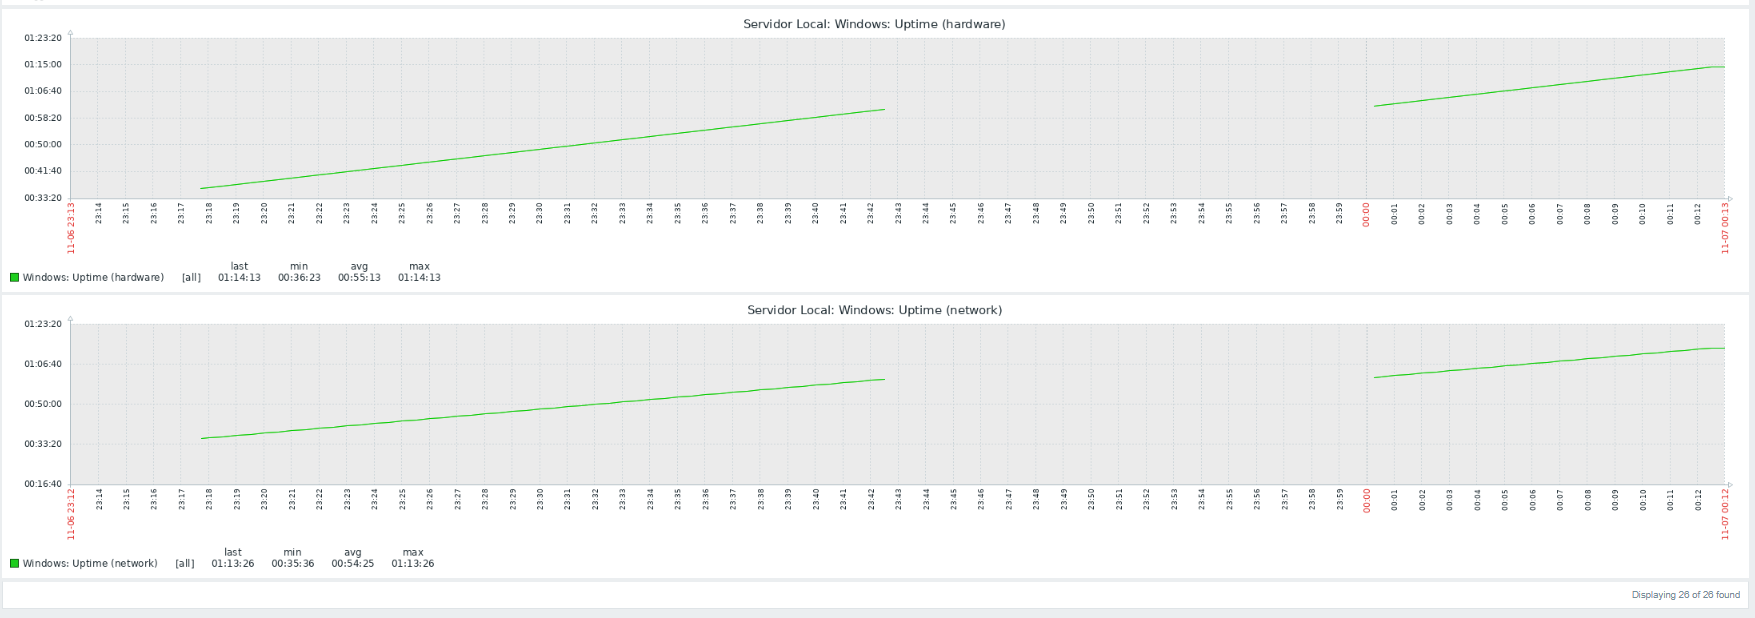 Servidor Local: Windows: Uptime (hardware)
01:23:20
01:15:00
01:06:40
00:58:20
00:50:00
00:41:40
00:33:20
11-06 23:13 23:14 23:15 23:16 23:17 23:18 23:19 23:20 23:21 23:22 23:23 23:24 23:25 23:26 23:27 23:28 23:29 23:30 23:31 23:32 23:33 23:34 23:35 23:36 23:37 23:38 23:39 23:40 23:41 23:42 23:43 23:44 23:45 23:46 23:47 23:48 23:49 23:50 23:51 23:52 23:53 23:54 23:55 23:56 23:57 23:58 23:59 00:00 00:01 00:02 00:03 00:04 00:05 00:06 00:07 00:08 00:09 00:10 00:11 00:12 11-07 00:13
last min avg max
Windows: Uptime (hardware) [all] 01:14:13 00:36:23 00:55:13 01:14:13
Servidor Local: Windows: Uptime (network)
01:23:20
01:06:40
00:50:00
00:33:20
00:16:40
11-06 23:12 23:14 23:15 23:16 23:17 23:18 23:19 23:20 23:21 23:22 23:23 23:24 23:25 23:26 23:27 23:28 23:29 23:30 23:31 23:32 23:33 23:34 23:35 23:36 23:37 23:38 23:39 23:40 23:41 23:42 23:43 23:44 23:45 23:46 23:47 23:48 23:49 23:50 23:51 23:52 23:53 23:54 23:55 23:56 23:57 23:58 23:59 00:00 00:01 00:02 00:03 00:04 00:05 00:06 00:07 00:08 00:09 00:10 00:11 00:12 11-07 00:12
last min avg max
Windows: Uptime (network) [all] 01:13:26 00:35:36 00:54:25 01:13:26
Displaying 26 of 26 found